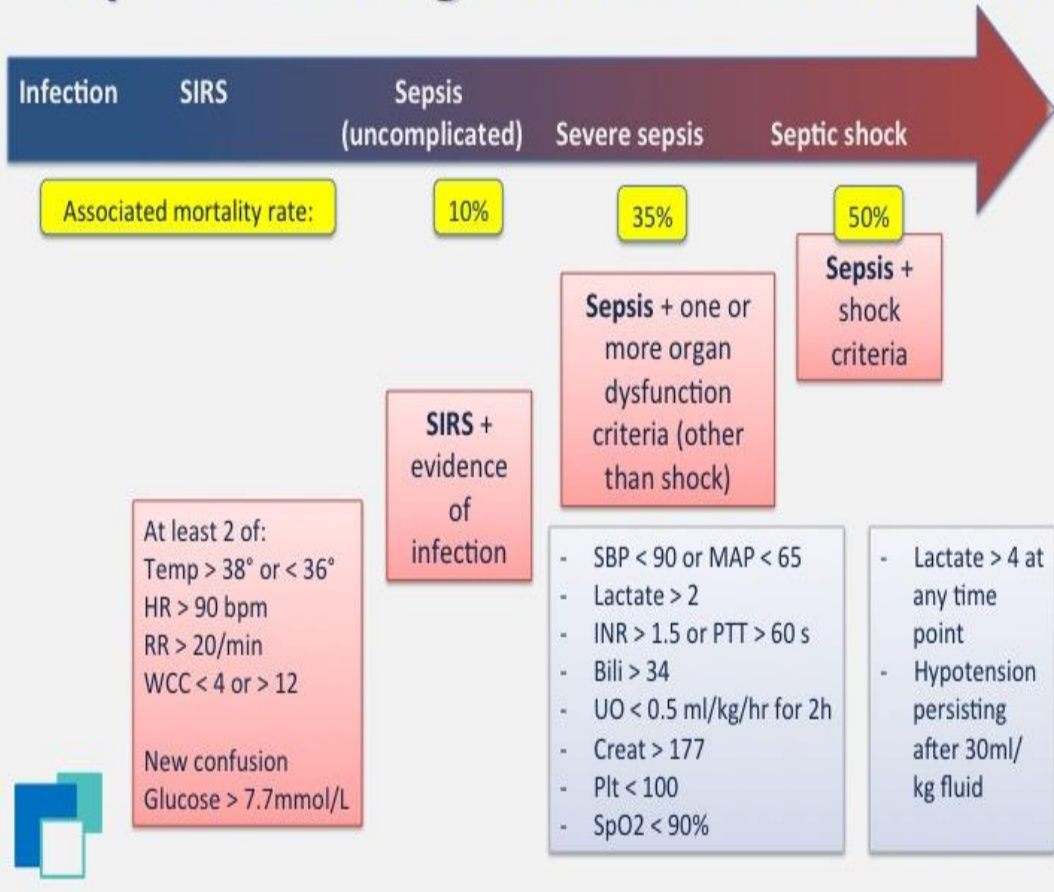 Infection SIRS Sepsis
(uncomplicated) Severe sepsis Septic shock
Associated mortality rate: 10% 35% 50%
At least 2 of:
Temp > 38° or < 36°
HR > 90 bpm
RR > 20/min
WCC < 4 or > 12
New confusion
Glucose > 7.7mmol/L
SIRS +
evidence
of
infection
Sepsis + one or
more organ
dysfunction
criteria (other
than shock)
- SBP < 90 or MAP < 65
- Lactate > 2
- INR > 1.5 or PTT > 60 s
- Bili > 34
- UO < 0.5 ml/kg/hr for 2h
- Creat > 177
- Plt < 100
- SpO2 < 90%
Sepsis +
shock
criteria
- Lactate > 4 at
any time
point
- Hypotension
persisting
after 30ml/
kg fluid